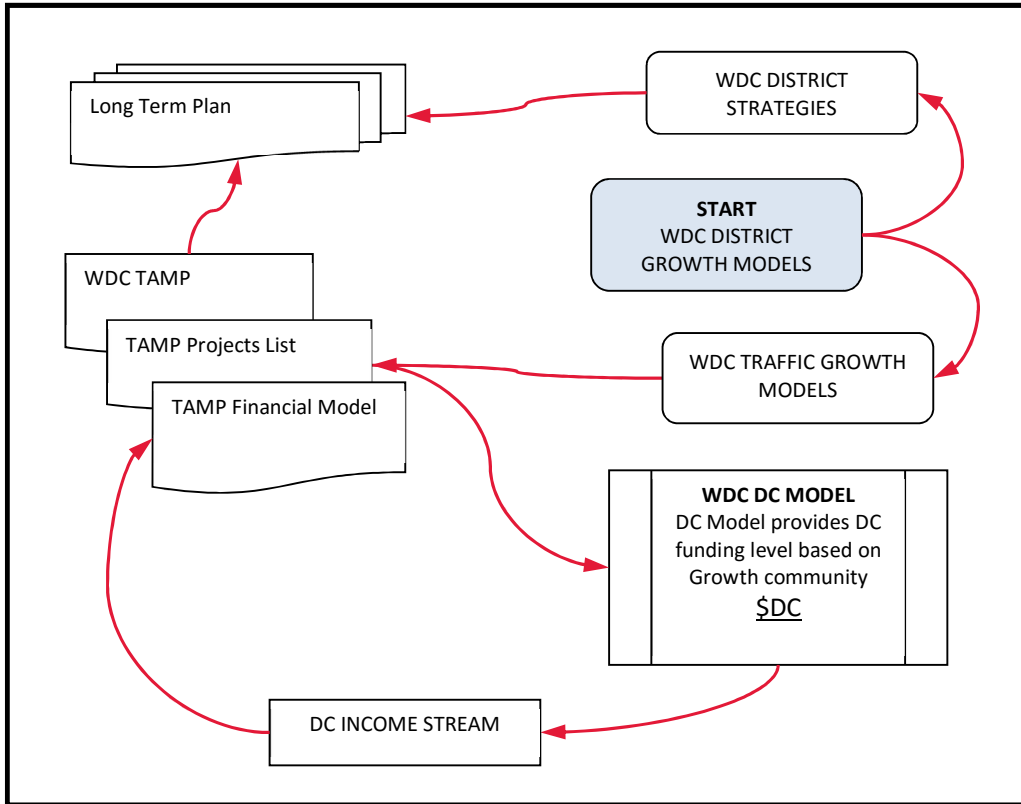 Long Term Plan
WDC DISTRICT
STRATEGIES
START
WDC DISTRICT
GROWTH MODELS
WDC TAMP
TAMP Projects List
TAMP Financial Model
WDC TRAFFIC GROWTH
MODELS
WDC DC MODEL
DC Model provides DC
funding level based on
Growth community
$DC
DC INCOME STREAM